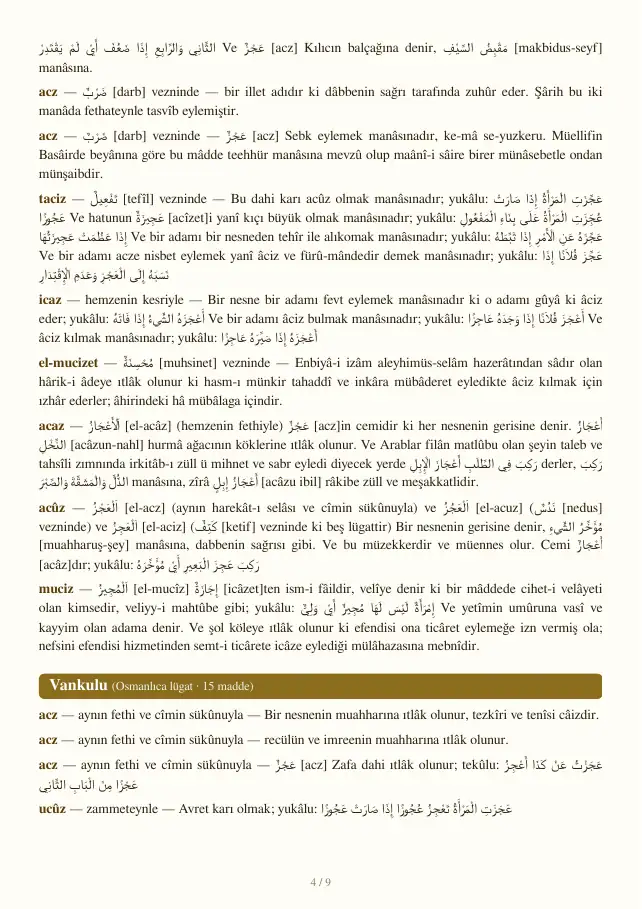 الثَّانِي وَالرَّابِعِ إِذَا ضَعُفَ أَيْ لَمْ يَقْتَدِرْ Ve عَجْزٌ [acz] Kılıcın balçağına denir, مَقْبِضُ السَّيْفِ [makbidus-seyf]
manâsına.
acz — ضَرْبٌ [darb] vezninde — bir illet adıdır ki dâbbenin sağrı tarafında zuhûr eder. Şârih bu iki
manâda fethateynle tasvîb eylemiştir.
acz — ضَرْبٌ [darb] vezninde — عَجْزٌ [acz] Sebk eylemek manâsınadır, ke-mâ se-yuzkeru. Müellifin
Basâirde beyânına göre bu mâdde teehhür manâsına mevzû olup maânî-i sâire birer münâsebetle ondan
münşaibdir.
taciz — تَفْعِيلٌ [tefîl] vezninde — Bu dahi karı acûz olmak manâsınadır; yukâlu: عَجَّزَتِ الْمَرْأَةُ إِذَا صَارَتْ
عَجُوزًا Ve hatunun عَجِيزَةٌ [acîzet]i yanî kıçı büyük olmak manâsınadır; yukâlu: عُجِّزَتِ الْمَرْأَةُ عَلَى بِنَاءِ الْمَفْعُولِ
إِذَا عَظُمَتْ عَجِيزَتُهَا Ve bir adamı bir nesneden tehîr ile alıkomak manâsınadır; yukâlu: عَجَّزَهُ عَنِ الْأَمْرِ إِذَا ثَبَّطَهُ
Ve bir adamı acze nisbet eylemek yanî âciz ve fürû-mândedir demek manâsınadır; yukâlu: عَجَّزَ فُلَانًا إِذَا
نَسَبَهُ إِلَى الْعَجْزِ وَعَدَمِ الْاِقْتِدَارِ
icaz — hemzenin kesriyle — Bir nesne bir adamı fevt eylemek manâsınadır ki o adamı gûyâ ki âciz
eder; yukâlu: أَعْجَزَهُ الشَّيْءُ إِذَا فَاتَهُ Ve bir adamı âciz bulmak manâsınadır; yukâlu: أَعْجَزَ فُلَانًا إِذَا وَجَدَهُ عَاجِزًا Ve
âciz kılmak manâsınadır; yukâlu: أَعْجَزَهُ إِذَا صَيَّرَهُ عَاجِزًا
el-mucizet — مُحْسِنَةٌ [muhsinet] vezninde — Enbiyâ-i izâm aleyhimüs-selâm hazerâtından sâdır olan
hârik-i âdeye ıtlâk olunur ki hasm-ı münkir tahaddî ve inkâra mübâderet eyledikte âciz kılmak için
ızhâr ederler; âhirindeki hâ mübâlaga içindir.
acaz — اَلْأَعْجَازُ [el-acâz] (hemzenin fethiyle) عَجْزٌ [acz]in cemidir ki her nesnenin gerisine denir. أَعْجَازُ
النَّخْلِ [acâzun-nahl] hurmâ ağacının köklerine ıtlâk olunur. Ve Arablar filân matlûbu olan şeyin taleb ve
tahsîli zımnında irkitâb-ı züll ü mihnet ve sabr eyledi diyecek yerde رَكِبَ فِي الطَّلَبِ أَعْجَازَ الْإِبِلِ derler, رَكِبَ
الذُّلَّ وَالْمَشَقَّةَ وَالصَّبْرَ manâsına, zîrâ أَعْجَازُ إِبِلٍ [acâzu ibil] râkibe züll ve meşakkatlidir.
acûz — اَلْعَجْزُ [el-acz] (aynın harekât-ı selâsı ve cîmin sükûnuyla) ve اَلْعَجُزُ [el-acuz] (نَدُسٌ [nedus]
vezninde) ve اَلْعَجِزُ [el-aciz] (كَتِفٌ [ketif] vezninde ki beş lügattir) Bir nesnenin gerisine denir, مُؤَخَّرُ الشَّيْءِ
[muahharuş-şey] manâsına, dabbenin sağrısı gibi. Ve bu müzekkerdir ve müennes olur. Cemi أَعْجَازٌ
[acâz]dır; yukâlu: رَكِبَ عَجُزَ الْبَعِيرِ أَيْ مُؤَخَّرَهُ
muciz — اَلْمُجِيزُ [el-mucîz] إِجَازَةٌ [icâzet]ten ism-i fâildir, velîye denir ki bir mâddede cihet-i velâyeti
olan kimsedir, veliyy-i mahtûbe gibi; yukâlu: اِمْرَأَةٌ لَيْسَ لَهَا مُجِيزٌ أَيْ وَلِيٌّ Ve yetîmin umûruna vasî ve
kayyim olan adama denir. Ve şol köleye ıtlâk olunur ki efendisi ona ticâret eylemeğe izn vermiş ola;
nefsini efendisi hizmetinden semt-i ticârete icâze eylediği mülâhazasına mebnîdir.
Vankulu (Osmanlıca lügat · 15 madde)
acz — aynın fethi ve cîmin sükûnuyla — Bir nesnenin muahharına ıtlâk olunur, tezkîri ve tenîsi câizdir.
acz — aynın fethi ve cîmin sükûnuyla — recülün ve imreenin muahharına ıtlâk olunur.
acz — aynın fethi ve cîmin sükûnuyla — عَجْزٌ [acz] Zafa dahi ıtlâk olunur; tekûlu: عَجَزْتُ عَنْ كَذَا أَعْجِزُ
عَجْزًا مِنَ الْبَابِ الثَّانِي
ucûz — zammeteynle — Avret karı olmak; yukâlu: عَجَزَتِ الْمَرْأَةُ تَعْجِزُ عُجُوزًا إِذَا صَارَتْ عَجُوزًا
4 / 9